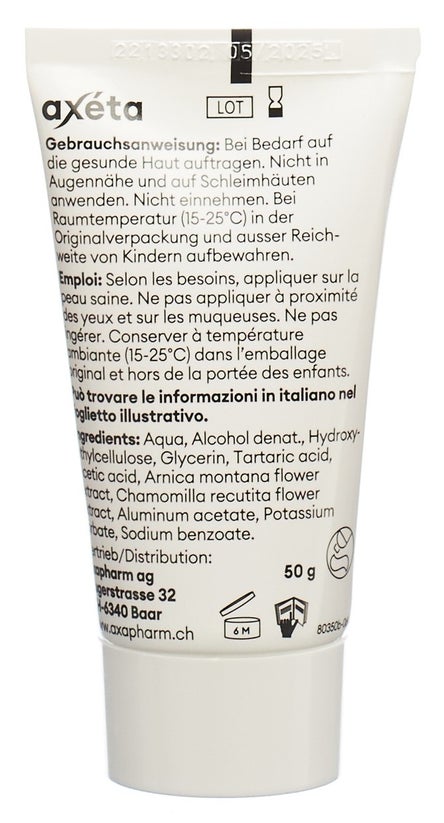 2213302 05/2025
axéta
LOT
Gebrauchsanweisung: Bei Bedarf auf
die gesunde Haut auftragen. Nicht in
Augennähe und auf Schleimhäuten
anwenden. Nicht einnehmen. Bei
Raumtemperatur (15-25°C) in der
Originalverpackung und ausser Reich-
weite von Kindern aufbewahren.
Emploi: Selon les besoins, appliquer sur la
peau saine. Ne pas appliquer à proximité
des yeux et sur les muqueuses. Ne pas
ingérer. Conserver à température
ambiante (15-25°C) dans l'emballage
original et hors de la portée des enfants.
Può trovare le informazioni in italiano nel
foglietto illustrativo.
Ingredients: Aqua, Alcohol denat., Hydroxy-
ethylcellulose, Glycerin, Tartaric acid,
Acetic acid, Arnica montana flower
extract, Chamomilla recutita flower
extract, Aluminum acetate, Potassium
sorbate, Sodium benzoate.
Vertrieb/Distribution:
axapharm ag
50 g
gerstrasse 32
CH-6340 Baar
www.axapharm.ch
6 M